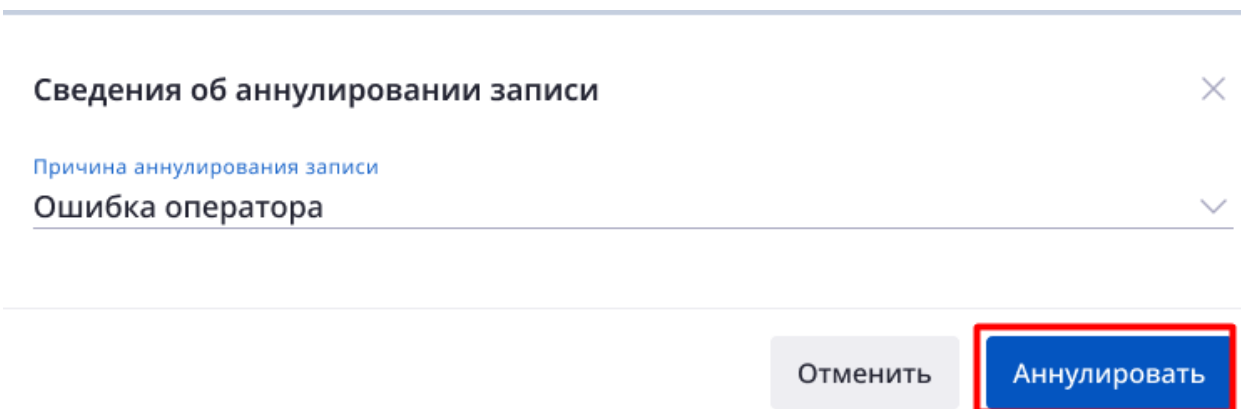 Сведения об аннулировании записи
Причина аннулирования записи
Ошибка оператора
Отменить
Аннулировать